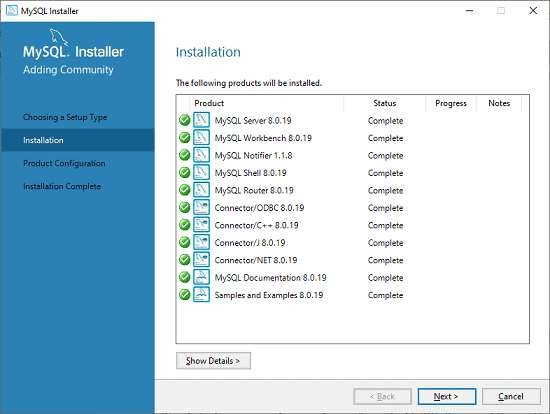 MySQL Installer
MySQL. Installer
Adding Community
Choosing a Setup Type
Installation
Product Configuration
Installation Complete
Installation
The following products will be installed.
Product Status Progress Notes
MySQL Server 8.0.19 Complete
MySQL Workbench 8.0.19 Complete
MySQL Notifier 1.1.8 Complete
MySQL Shell 8.0.19 Complete
MySQL Router 8.0.19 Complete
Connector/ODBC 8.0.19 Complete
Connector/C++ 8.0.19 Complete
Connector/J 8.0.19 Complete
Connector/NET 8.0.19 Complete
MySQL Documentation 8.0.19 Complete
Samples and Examples 8.0.19 Complete
Show Details >
< Back Next > Cancel